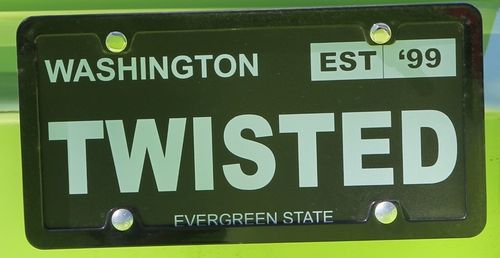 WASHINGTON EST '99
TWISTED
EVERGREEN STATE